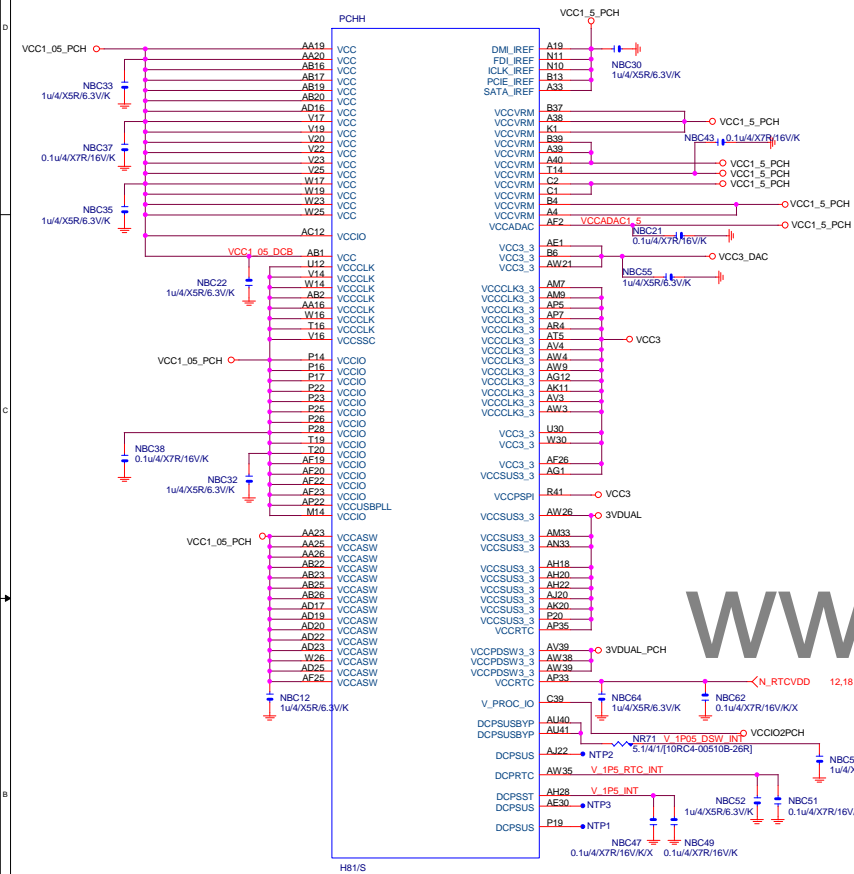 D
C
B
PCHH
VCC1_05_PCH
AA19 VCC
AA20 VCC
AB16 VCC
AB17 VCC
AB19 VCC
AB20 VCC
AD16 VCC
V17 VCC
V19 VCC
V20 VCC
V22 VCC
V23 VCC
V25 VCC
W17 VCC
W19 VCC
W23 VCC
W25 VCC
AC12 VCCIO
NBC33
1u/4/X5R/6.3V/K
NBC37
0.1u/4/X7R/16V/K
NBC35
1u/4/X5R/6.3V/K
VCC1_05_DCB
AB1 VCC
U12 VCCCLK
V14 VCCCLK
W14 VCCCLK
AB2 VCCCLK
AA16 VCCCLK
W16 VCCCLK
T16 VCCCLK
V16 VCCSSC
NBC22
1u/4/X5R/6.3V/K
VCC1_05_PCH
P14 VCCIO
P16 VCCIO
P17 VCCIO
P22 VCCIO
P23 VCCIO
P25 VCCIO
P26 VCCIO
P28 VCCIO
T19 VCCIO
T20 VCCIO
AF19 VCCIO
AF20 VCCIO
AF22 VCCIO
AF23 VCCIO
AP22 VCCUSBPLL
M14 VCCIO
NBC38
0.1u/4/X7R/16V/K
NBC32
1u/4/X5R/6.3V/K
VCC1_05_PCH
AA23 VCCASW
AA25 VCCASW
AA26 VCCASW
AB22 VCCASW
AB23 VCCASW
AB25 VCCASW
AB26 VCCASW
AD17 VCCASW
AD19 VCCASW
AD20 VCCASW
AD22 VCCASW
AD23 VCCASW
W26 VCCASW
AD25 VCCASW
AF25 VCCASW
NBC12
1u/4/X5R/6.3V/K
VCC1_5_PCH
DMI_IREF A19
FDI_IREF N11
ICLK_IREF N10
PCIE_IREF B13
SATA_IREF A33
NBC30
1u/4/X5R/6.3V/K
VCCVRM B37
VCCVRM A38
VCCVRM K1
VCCVRM B39
VCCVRM A39
VCCVRM A40
VCCVRM T14
VCCVRM C2
VCCVRM C1
VCCVRM B4
VCCVRM A4
VCCADAC AF2
VCC1_5_PCH
NBC43 0.1u/4/X7R/16V/K
VCC1_5_PCH
VCC1_5_PCH
VCC1_5_PCH
VCC1_5_PCH
VCCADAC1_5
VCC1_5_PCH
NBC21
0.1u/4/X7R/16V/K
VCC3_3 AE1
VCC3_3 B6
VCC3_3 AW21
VCC3_DAC
NBC55
1u/4/X5R/6.3V/K
VCCCLK3_3 AM7
VCCCLK3_3 AM9
VCCCLK3_3 AP5
VCCCLK3_3 AP7
VCCCLK3_3 AR4
VCCCLK3_3 AT5
VCCCLK3_3 AV4
VCCCLK3_3 AW4
VCCCLK3_3 AW9
VCCCLK3_3 AG12
VCCCLK3_3 AK11
VCCCLK3_3 AV3
VCCCLK3_3 AW3
VCC3
VCC3_3 U30
VCC3_3 W30
VCC3_3 AF26
VCCSUS3_3 AG1
VCCPSPI R41
VCC3
VCCSUS3_3 AW26
3VDUAL
VCCSUS3_3 AM33
VCCSUS3_3 AN33
VCCSUS3_3 AH18
VCCSUS3_3 AH20
VCCSUS3_3 AH22
VCCSUS3_3 AJ20
VCCSUS3_3 AK20
VCCSUS3_3 P20
VCCRTC AP35
VCCPDSW3_3 AV39
VCCPDSW3_3 AW38
VCCPDSW3_3 AW39
VCCRTC AP33
3VDUAL_PCH
N_RTCVDD 12,18
NBC64
1u/4/X5R/6.3V/K
NBC62
0.1u/4/X7R/16V/K/X
V_PROC_IO C39
VCCIO2PCH
DCPSUSBYP AU40
DCPSUSBYP AU41
NR71 V_1P05_DSW_INT
5.1/4/1/[10RC4-00510B-26R]
NBC5
1u/4/X
DCPSUS AJ22
NTP2
DCPRTC AW35
V_1P5_RTC_INT
NBC52
1u/4/X5R/6.3V/K
NBC51
0.1u/4/X7R/16V/
DCPSST AH28
V_1P5_INT
DCPSUS AE30
NTP3
DCPSUS P19
NTP1
NBC47
0.1u/4/X7R/16V/K/X
NBC49
0.1u/4/X7R/16V/K
H81/S
WW